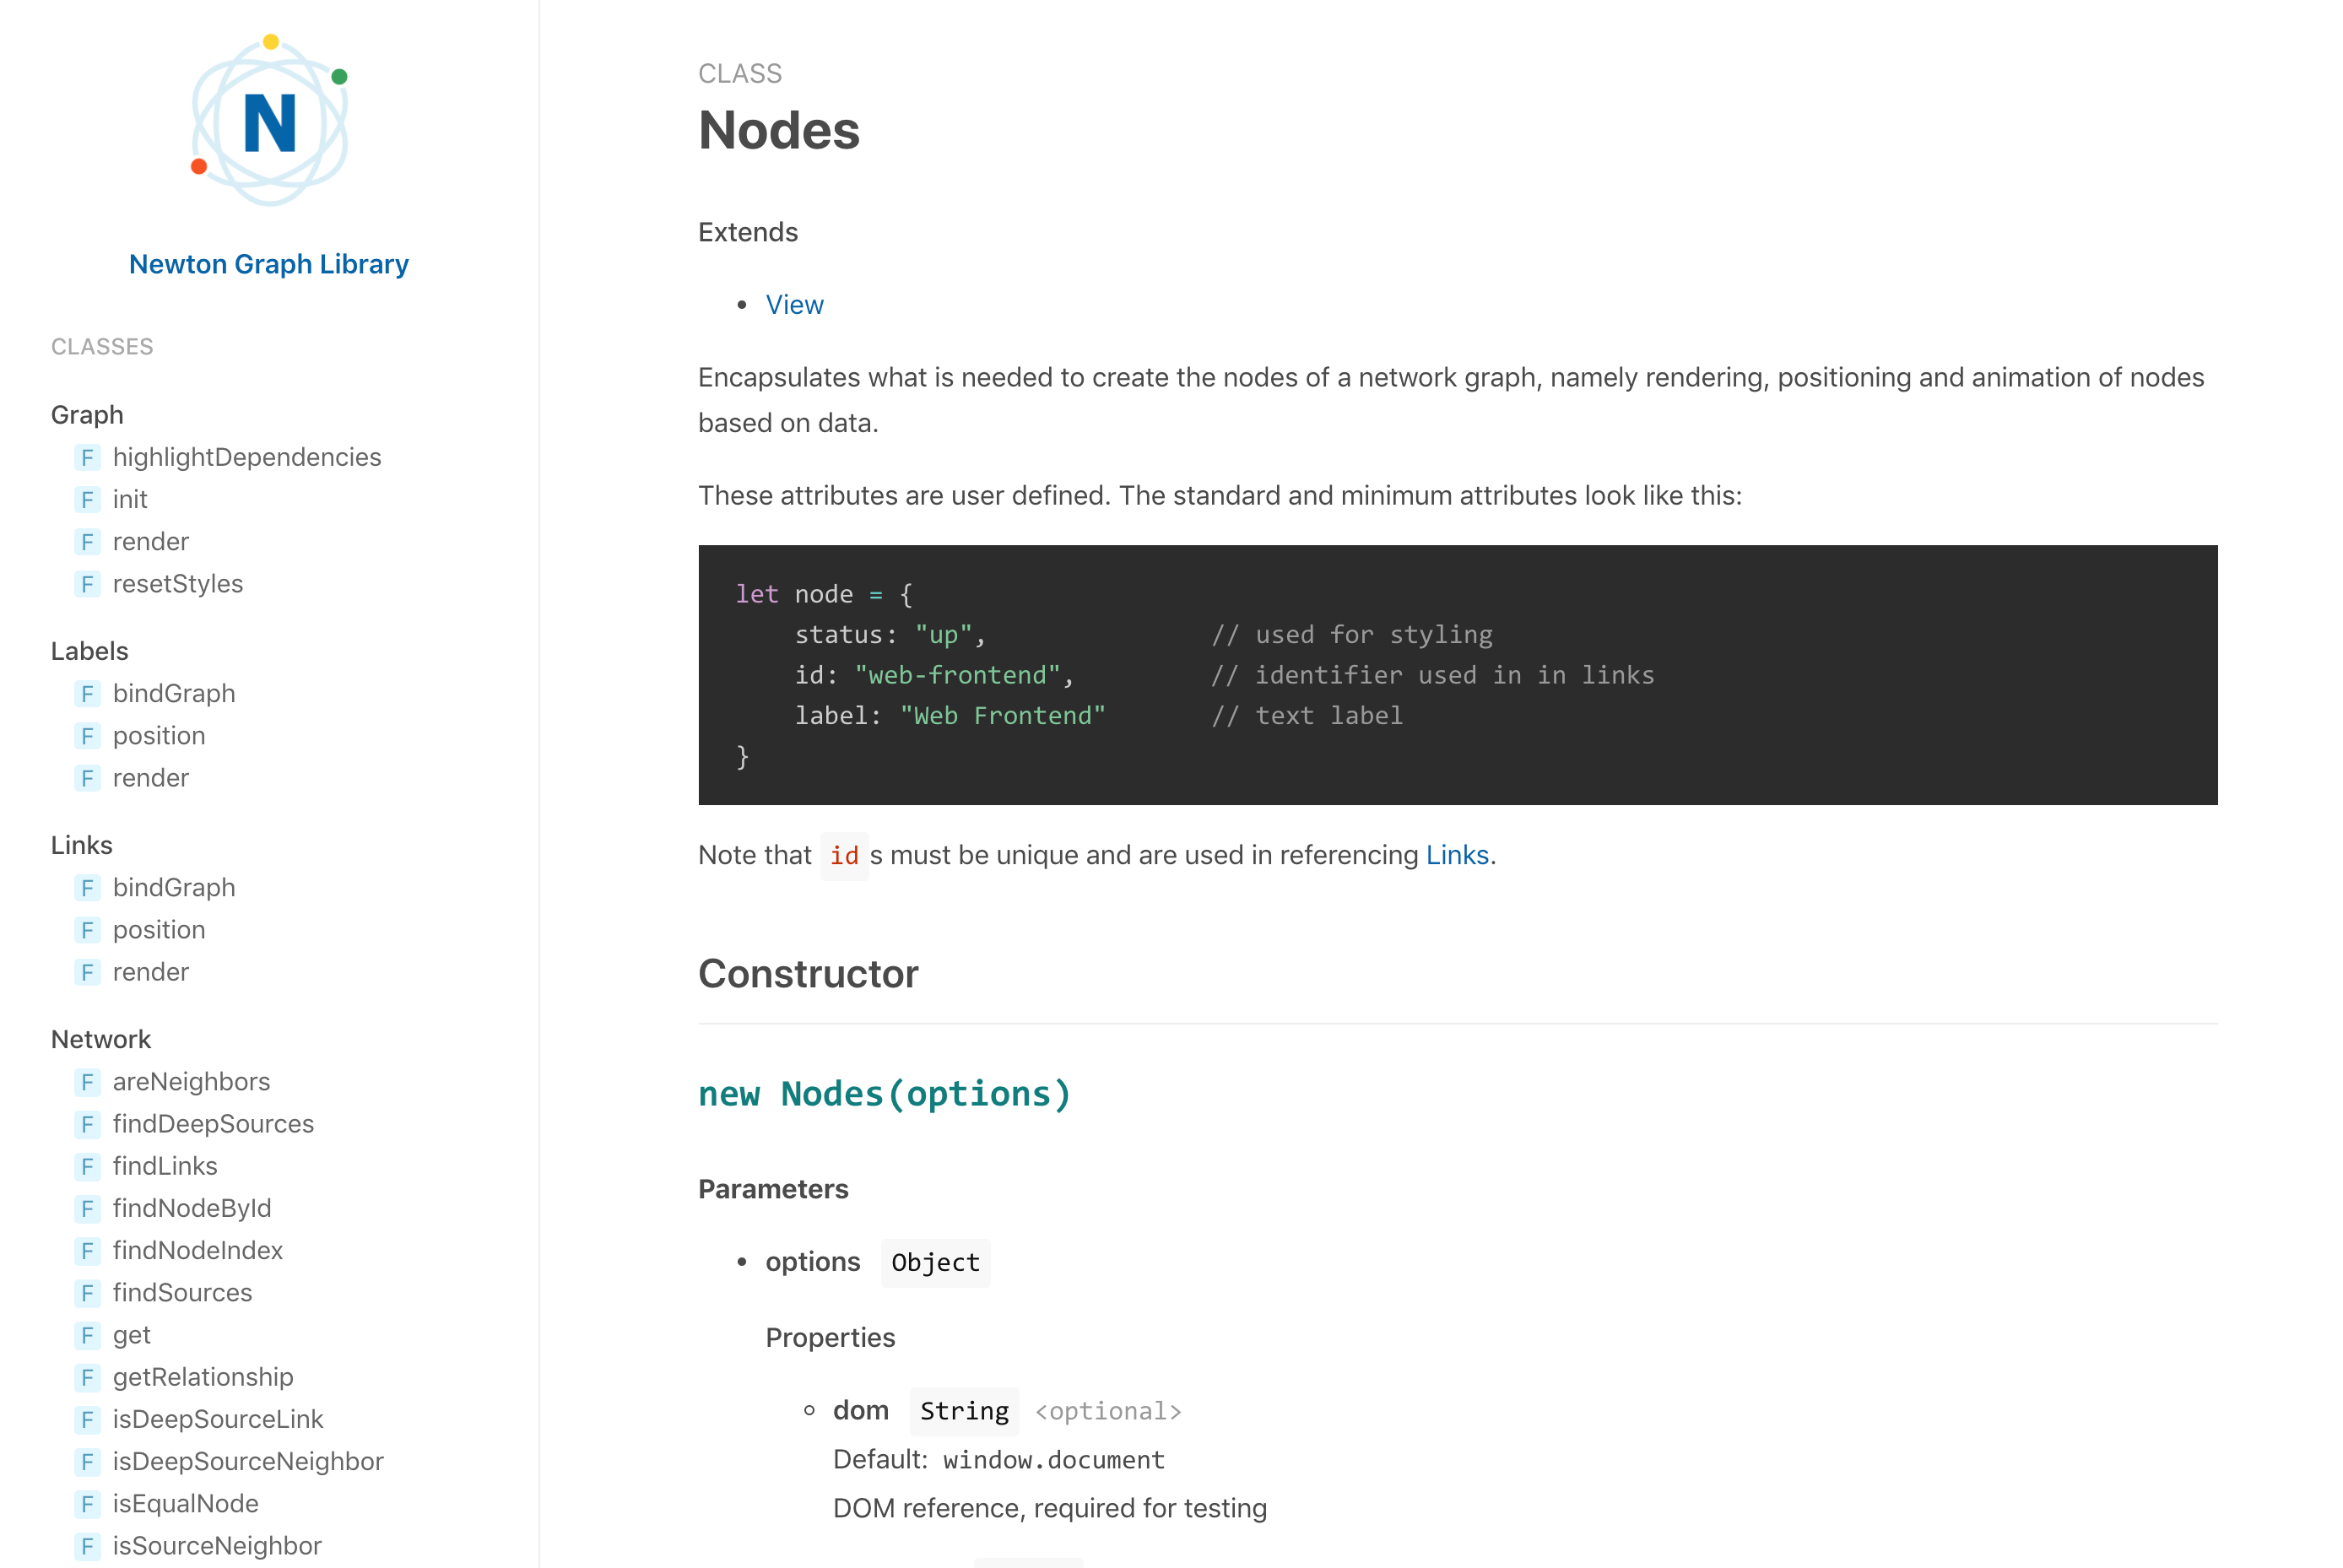 N
Newton Graph Library
CLASSES
Graph
F highlightDependencies
F init
F render
F resetStyles
Labels
F bindGraph
F position
F render
Links
F bindGraph
F position
F render
Network
F areNeighbors
F findDeepSources
F findLinks
F findNodeById
F findNodeIndex
F findSources
F get
F getRelationship
F isDeepSourceLink
F isDeepSourceNeighbor
F isEqualNode
F isSourceNeighbor
CLASS
Nodes
Extends
• View
Encapsulates what is needed to create the nodes of a network graph, namely rendering, positioning and animation of nodes
based on data.
These attributes are user defined. The standard and minimum attributes look like this:
let node = {
    status: "up",               // used for styling
    id: "web-frontend",         // identifier used in in links
    label: "Web Frontend"       // text label
}
Note that id s must be unique and are used in referencing Links.
Constructor
new Nodes(options)
Parameters
• options Object
Properties
◦ dom String <optional>
Default: window.document
DOM reference, required for testing